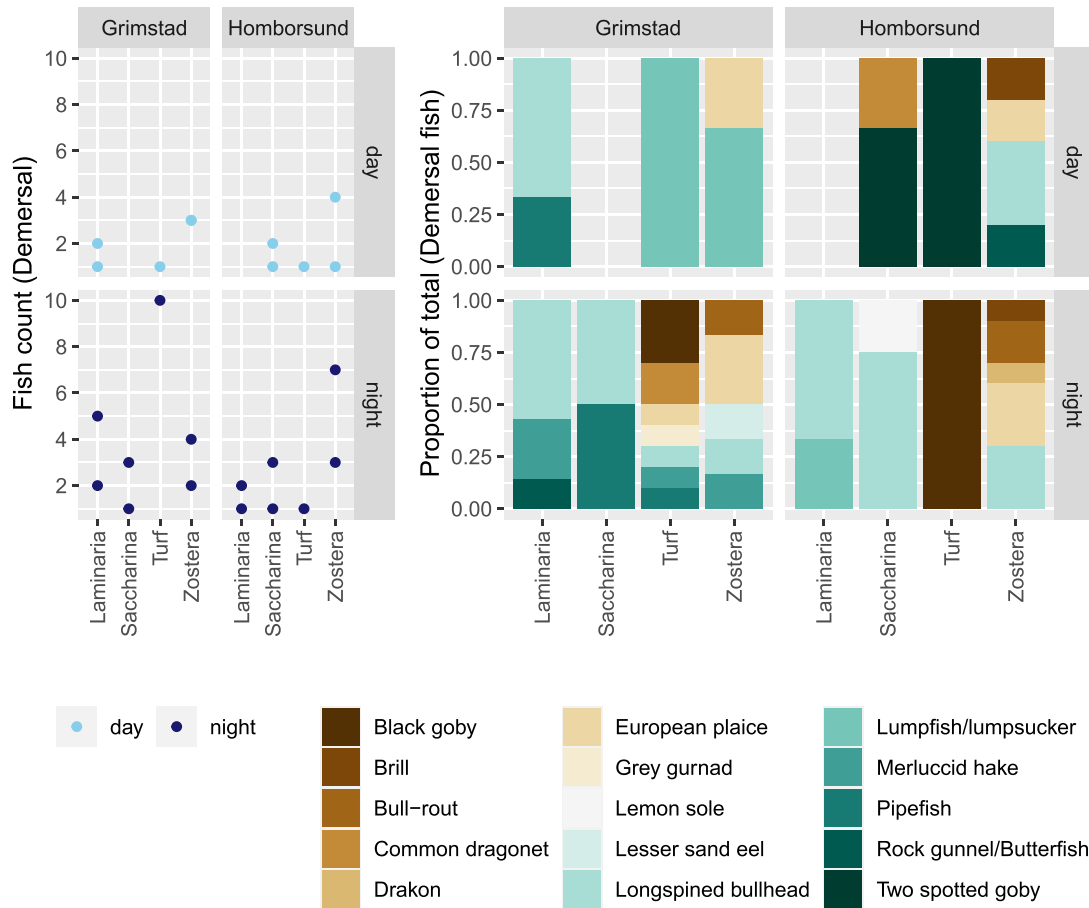 Grimstad
Homborsund
Fish count (Demersal)
10
8
6
4
2
day
10
8
6
4
2
night
Laminaria
Saccharina
Turf
Zostera
Laminaria
Saccharina
Turf
Zostera
Grimstad
Homborsund
Proportion of total (Demersal fish)
1.00
0.75
0.50
0.25
0.00
day
1.00
0.75
0.50
0.25
0.00
night
Laminaria
Saccharina
Turf
Zostera
Laminaria
Saccharina
Turf
Zostera
day
night
Black goby
Brill
Bull−rout
Common dragonet
Drakon
European plaice
Grey gurnad
Lemon sole
Lesser sand eel
Longspined bullhead
Lumpfish/lumpsucker
Merluccid hake
Pipefish
Rock gunnel/Butterfish
Two spotted goby